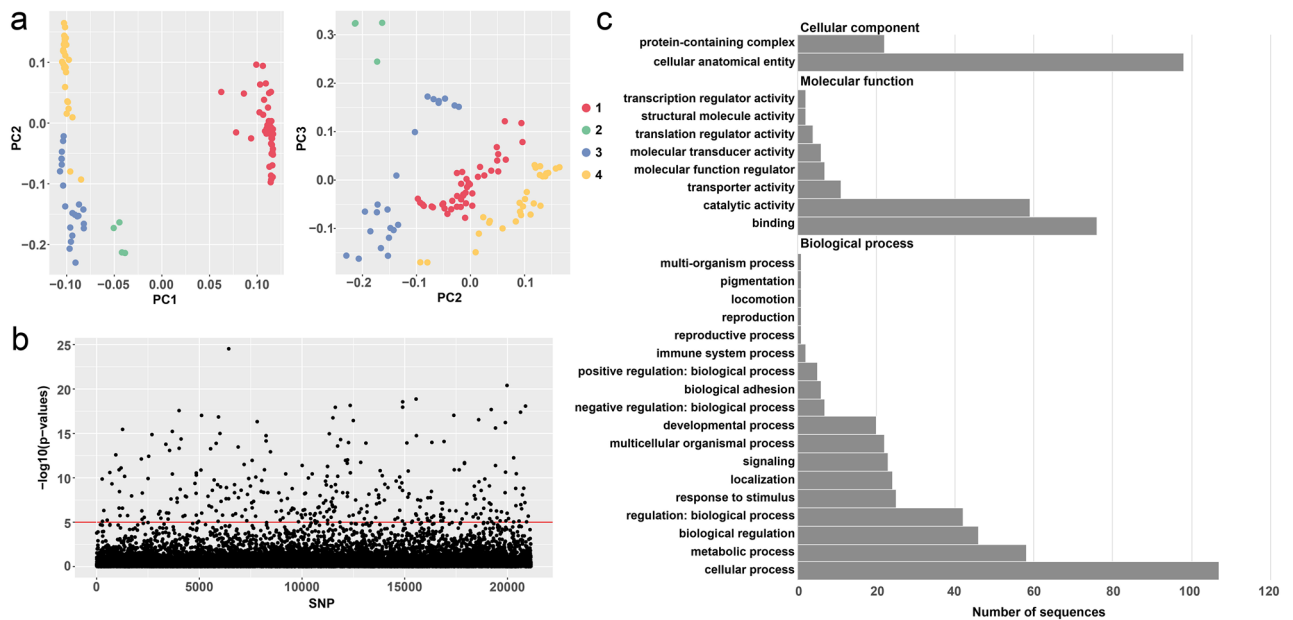 a
PC2
0.1
0.0
−0.1
−0.2
−0.10
−0.05
0.00
0.05
0.10
PC1
PC3
0.3
0.2
0.1
0.0
−0.1
−0.2
−0.1
0.0
0.1
PC2
1
2
3
4
b
−log10(p-values)
25
20
15
10
5
0
0
5000
10000
15000
20000
SNP
c
Cellular component
protein-containing complex
cellular anatomical entity
Molecular function
transcription regulator activity
structural molecule activity
translation regulator activity
molecular transducer activity
molecular function regulator
transporter activity
catalytic activity
binding
Biological process
multi-organism process
pigmentation
locomotion
reproduction
reproductive process
immune system process
positive regulation: biological process
biological adhesion
negative regulation: biological process
developmental process
multicellular organismal process
signaling
localization
response to stimulus
regulation: biological process
biological regulation
metabolic process
cellular process
0
20
40
60
80
100
120
Number of sequences